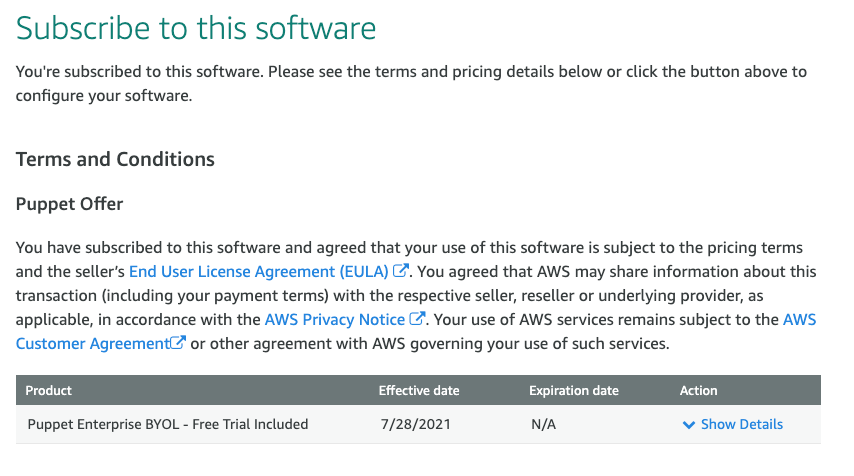 Subscribe to this software
You're subscribed to this software. Please see the terms and pricing details below or click the button above to
configure your software.
Terms and Conditions
Puppet Offer
You have subscribed to this software and agreed that your use of this software is subject to the pricing terms
and the seller’s End User License Agreement (EULA). You agreed that AWS may share information about this
transaction (including your payment terms) with the respective seller, reseller or underlying provider, as
applicable, in accordance with the AWS Privacy Notice. Your use of AWS services remains subject to the AWS
Customer Agreement or other agreement with AWS governing your use of such services.
Product Effective date Expiration date Action
Puppet Enterprise BYOL - Free Trial Included 7/28/2021 N/A Show Details